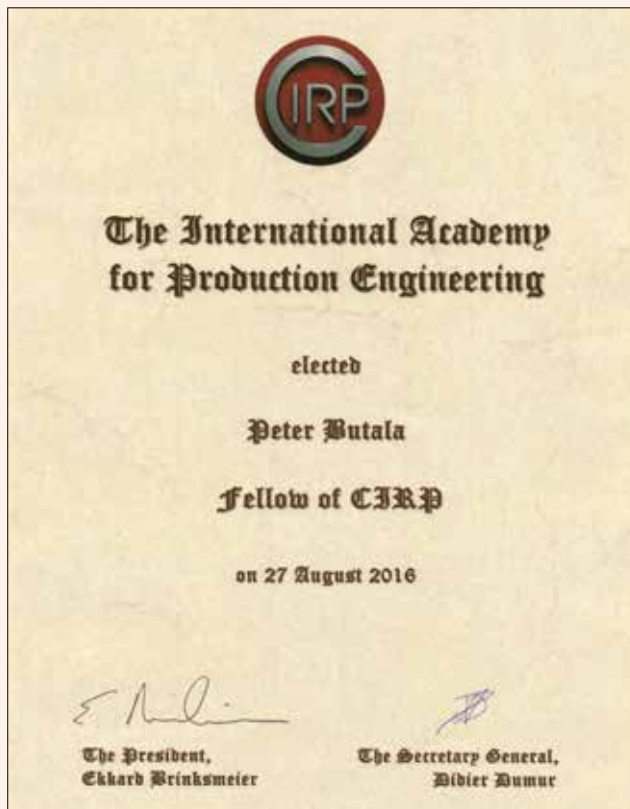 CIRP
The International Academy
for Production Engineering
elected
Peter Butala
Fellow of CIRP
on 27 August 2016
The President,
Ekkard Brinksmeier
The Secretary General,
Didier Dumur